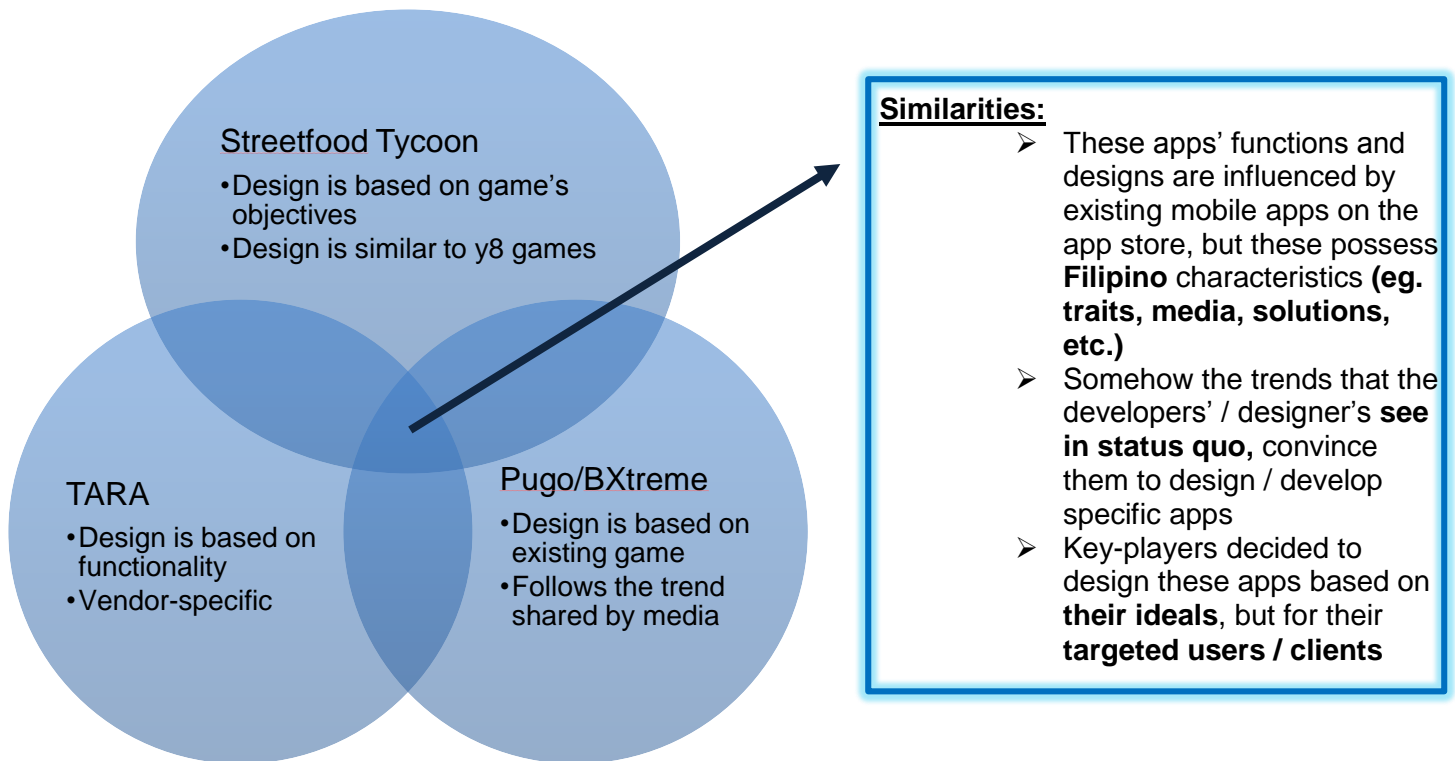 Streetfood Tycoon
•Design is based on game's
objectives
•Design is similar to y8 games
TARA
•Design is based on
functionality
•Vendor-specific
Pugo/BXtreme
•Design is based on
existing game
•Follows the trend
shared by media
Similarities:
➢ These apps' functions and
designs are influenced by
existing mobile apps on the
app store, but these possess
Filipino characteristics (eg.
traits, media, solutions,
etc.)
➢ Somehow the trends that the
developers' / designer's see
in status quo, convince
them to design / develop
specific apps
➢ Key-players decided to
design these apps based on
their ideals, but for their
targeted users / clients